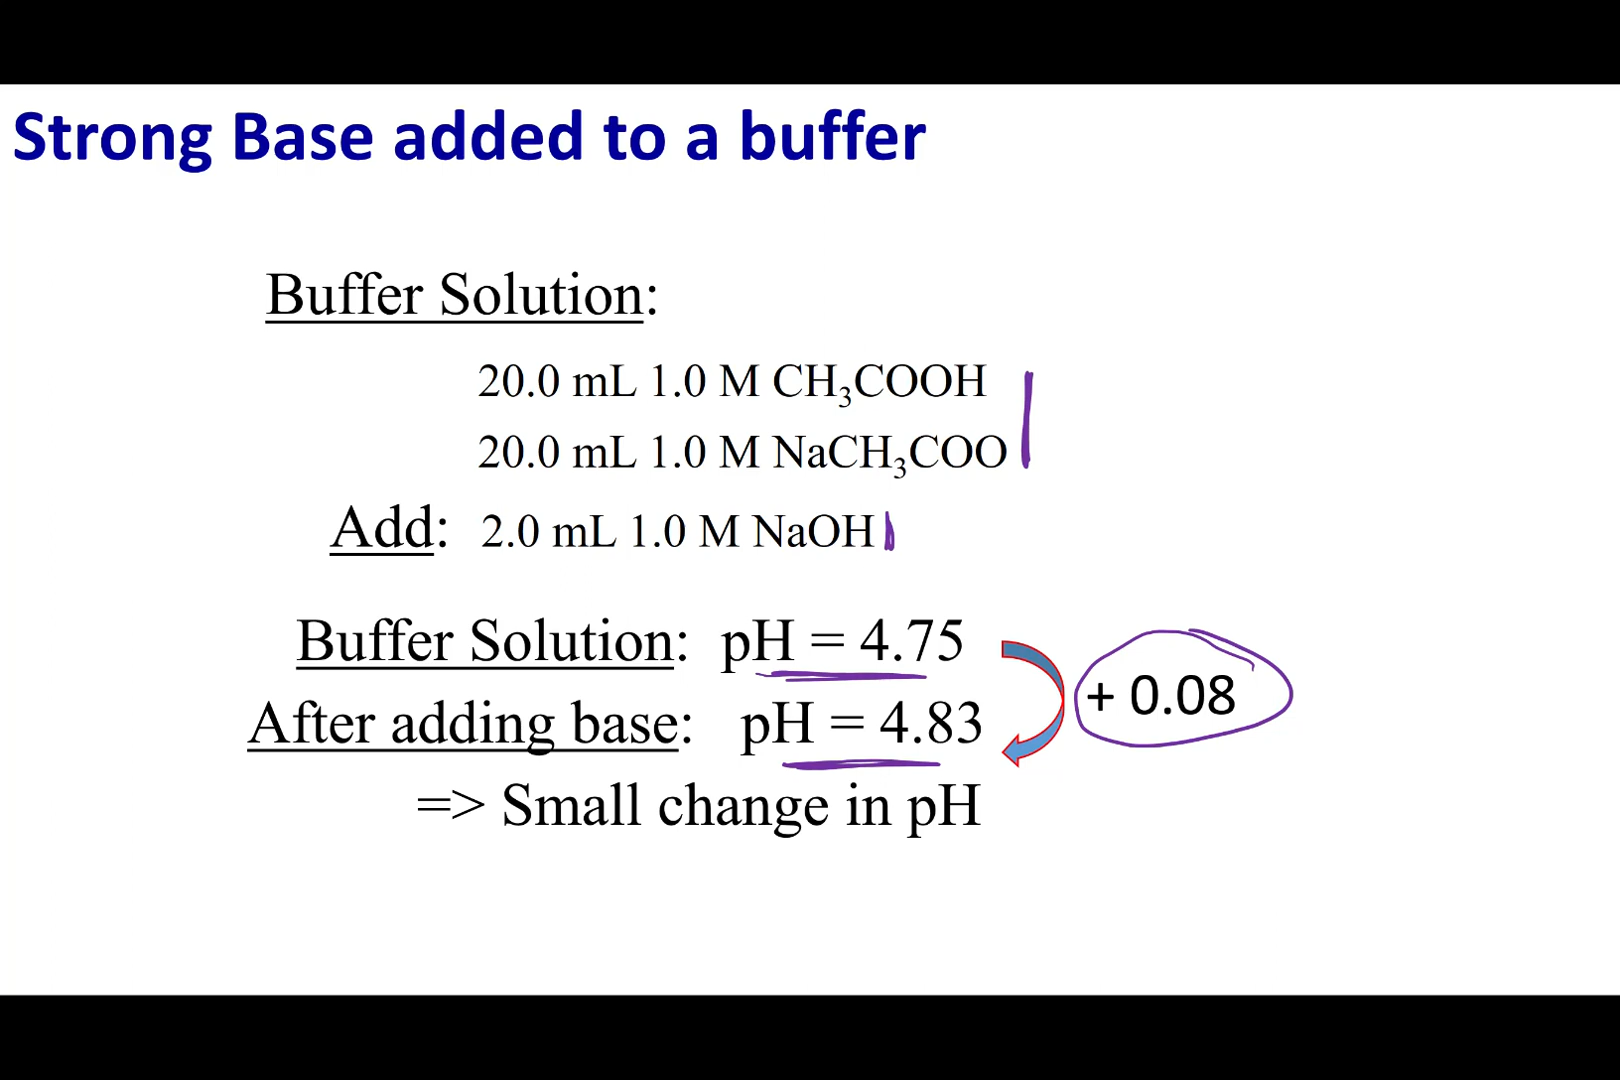 Strong Base added to a buffer
Buffer Solution:
20.0 mL 1.0 M CH₃COOH
20.0 mL 1.0 M NaCH₃COO
Add: 2.0 mL 1.0 M NaOH
Buffer Solution: pH = 4.75
+ 0.08
After adding base: pH = 4.83
=> Small change in pH